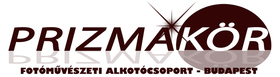 PRIZMAKÖR
FOTÓMŰVÉSZETI ALKOTÓCSOPORT - BUDAPEST